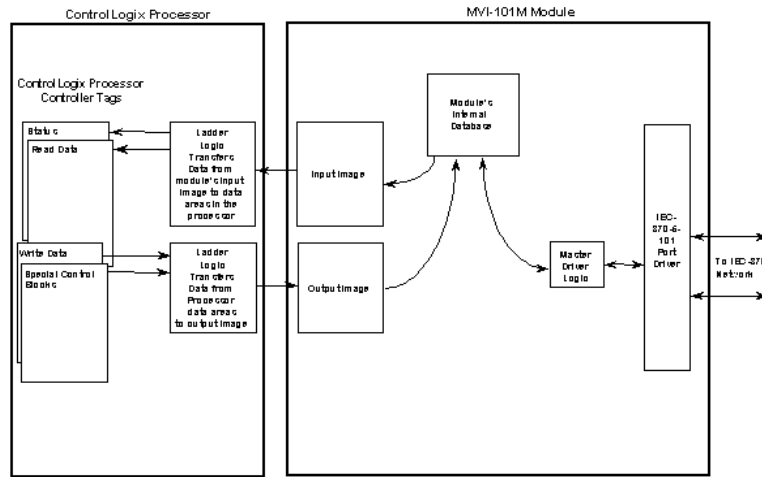 Control Logix Processor
MVI-101M Module
Control Logix Processor
Controller Tags
Status
Read Data
Write Data
Special Control
Blocks
Ladder
Logic
Transfers
Data from
module's input
image to data
area in the
processor
Ladder
Logic
Transfers
Data from
Processor
data areas
to output image
Input Image
Output Image
Module's
Internal
Database
Master
Driver
Logic
IEC-
870-5-
101
Port
Driver
To IEC-870
Network